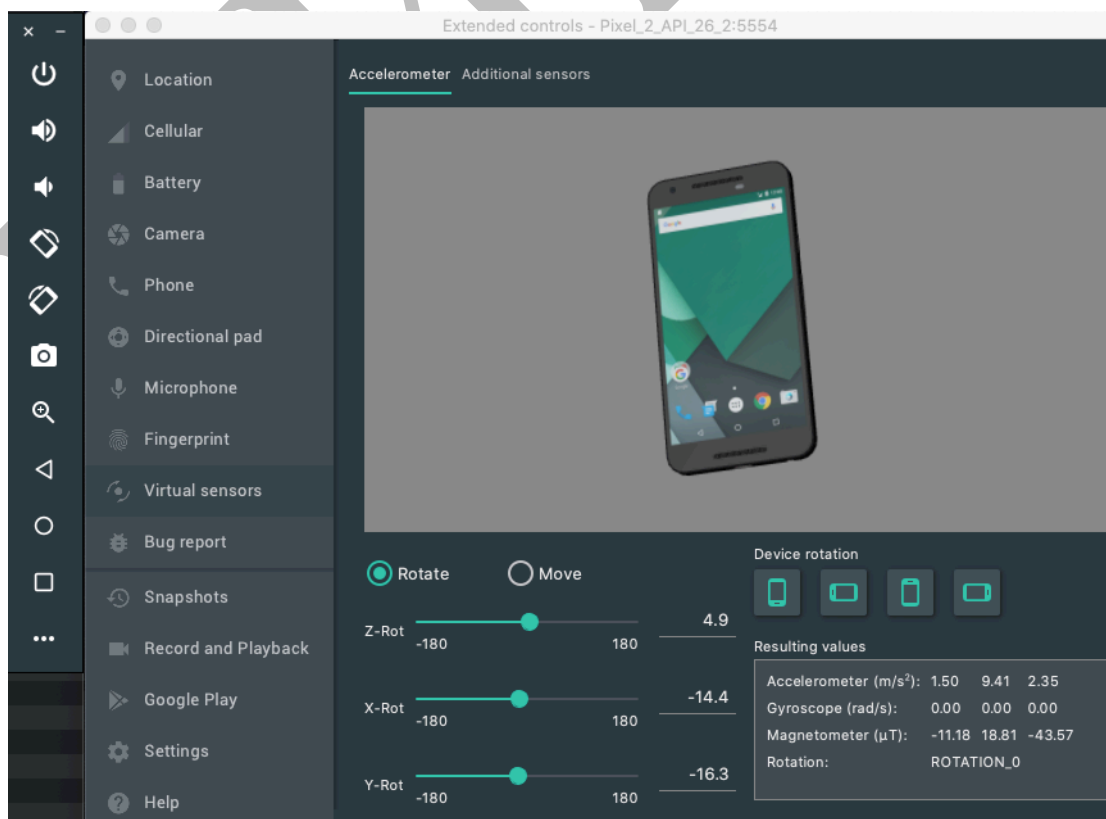 Extended controls - Pixel_2_API_26_2:5554
Location
Cellular
Battery
Camera
Phone
Directional pad
Microphone
Fingerprint
Virtual sensors
Bug report
Snapshots
Record and Playback
Google Play
Settings
Help
Accelerometer Additional sensors
Google
Rotate Move
Z-Rot 4.9
-180 180
X-Rot -14.4
-180 180
Y-Rot -16.3
-180 180
Device rotation
Resulting values
Accelerometer (m/s²): 1.50 9.41 2.35
Gyroscope (rad/s): 0.00 0.00 0.00
Magnetometer (μT): -11.18 18.81 -43.57
Rotation: ROTATION_0